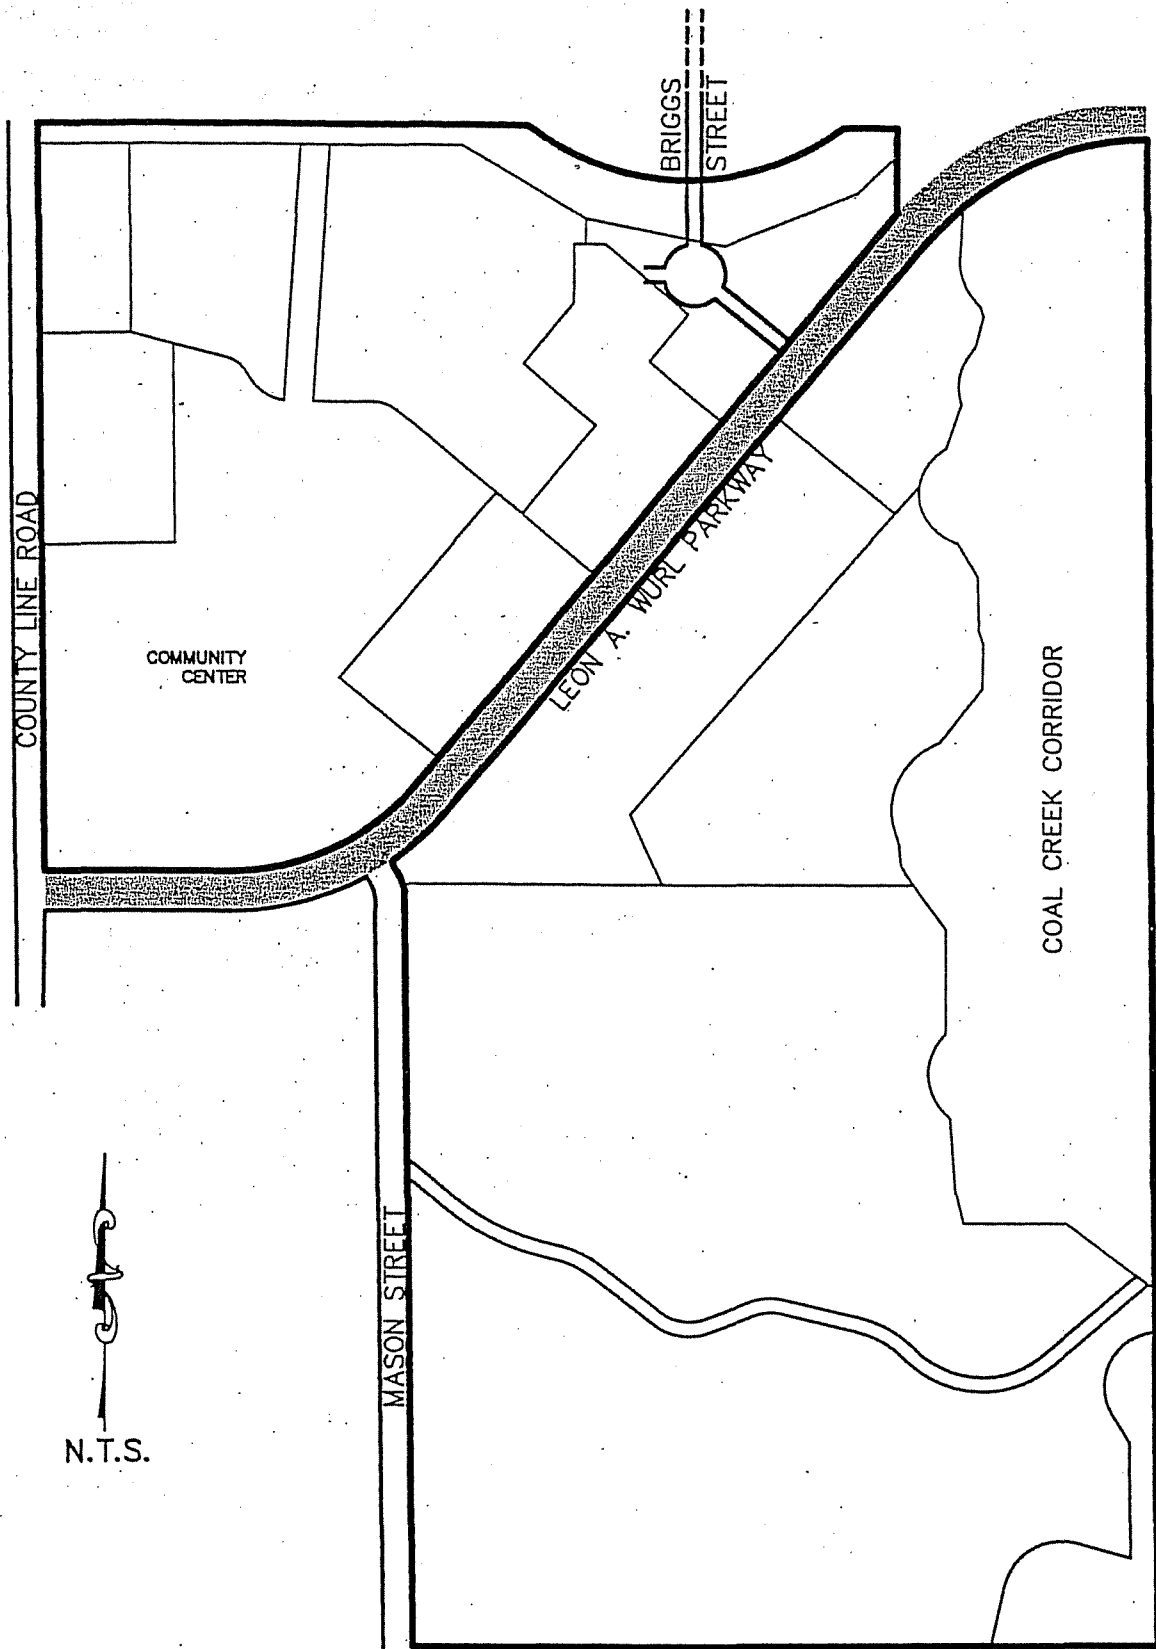 BRIGGS
STREET
COUNTY LINE ROAD
COMMUNITY
CENTER
LEON A. WURL PARKWAY
COAL CREEK CORRIDOR
MASON STREET
N.T.S.